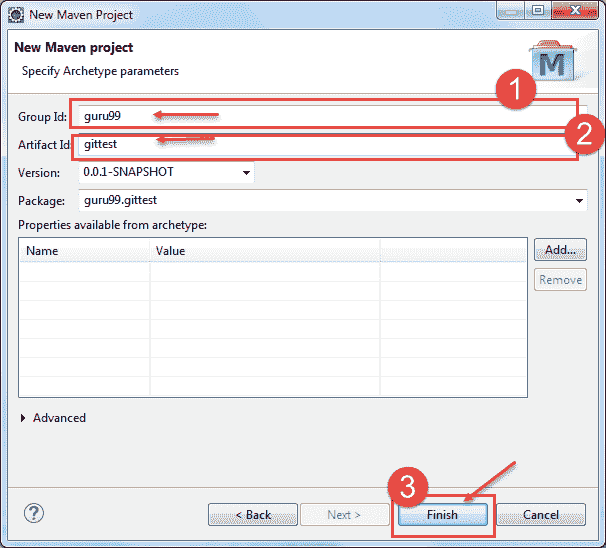 New Maven Project
New Maven project
Specify Archetype parameters
M
1
Group Id: guru99
2
Artifact Id: gittest
Version: 0.0.1-SNAPSHOT
Package: guru99.gittest
Properties available from archetype:
Name Value
Add...
Remove
Advanced
3
? < Back Next > Finish Cancel